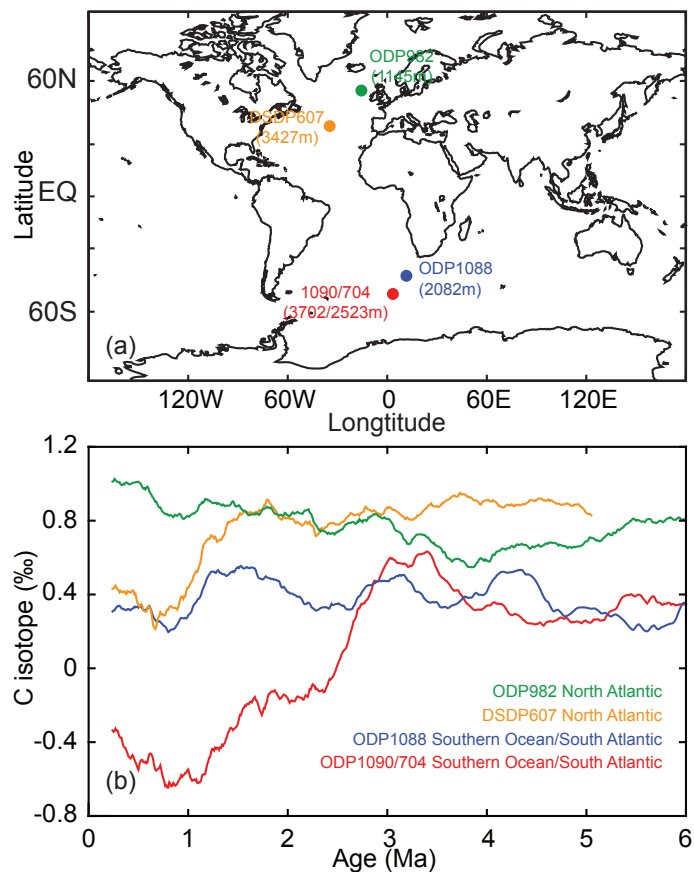 ODP982
(1145m)
60N
DSDP607
(3427m)
EQ
Latitude
ODP1088
(2082m)
1090/704
(3702/2523m)
60S
(a)
120W 60W 0 60E 120E
Longtitude
1.2
0.8
0.4
0
-0.4
-0.8
C isotope (‰)
ODP982 North Atlantic
DSDP607 North Atlantic
ODP1088 Southern Ocean/South Atlantic
ODP1090/704 Southern Ocean/South Atlantic
(b)
0 1 2 3 4 5 6
Age (Ma)